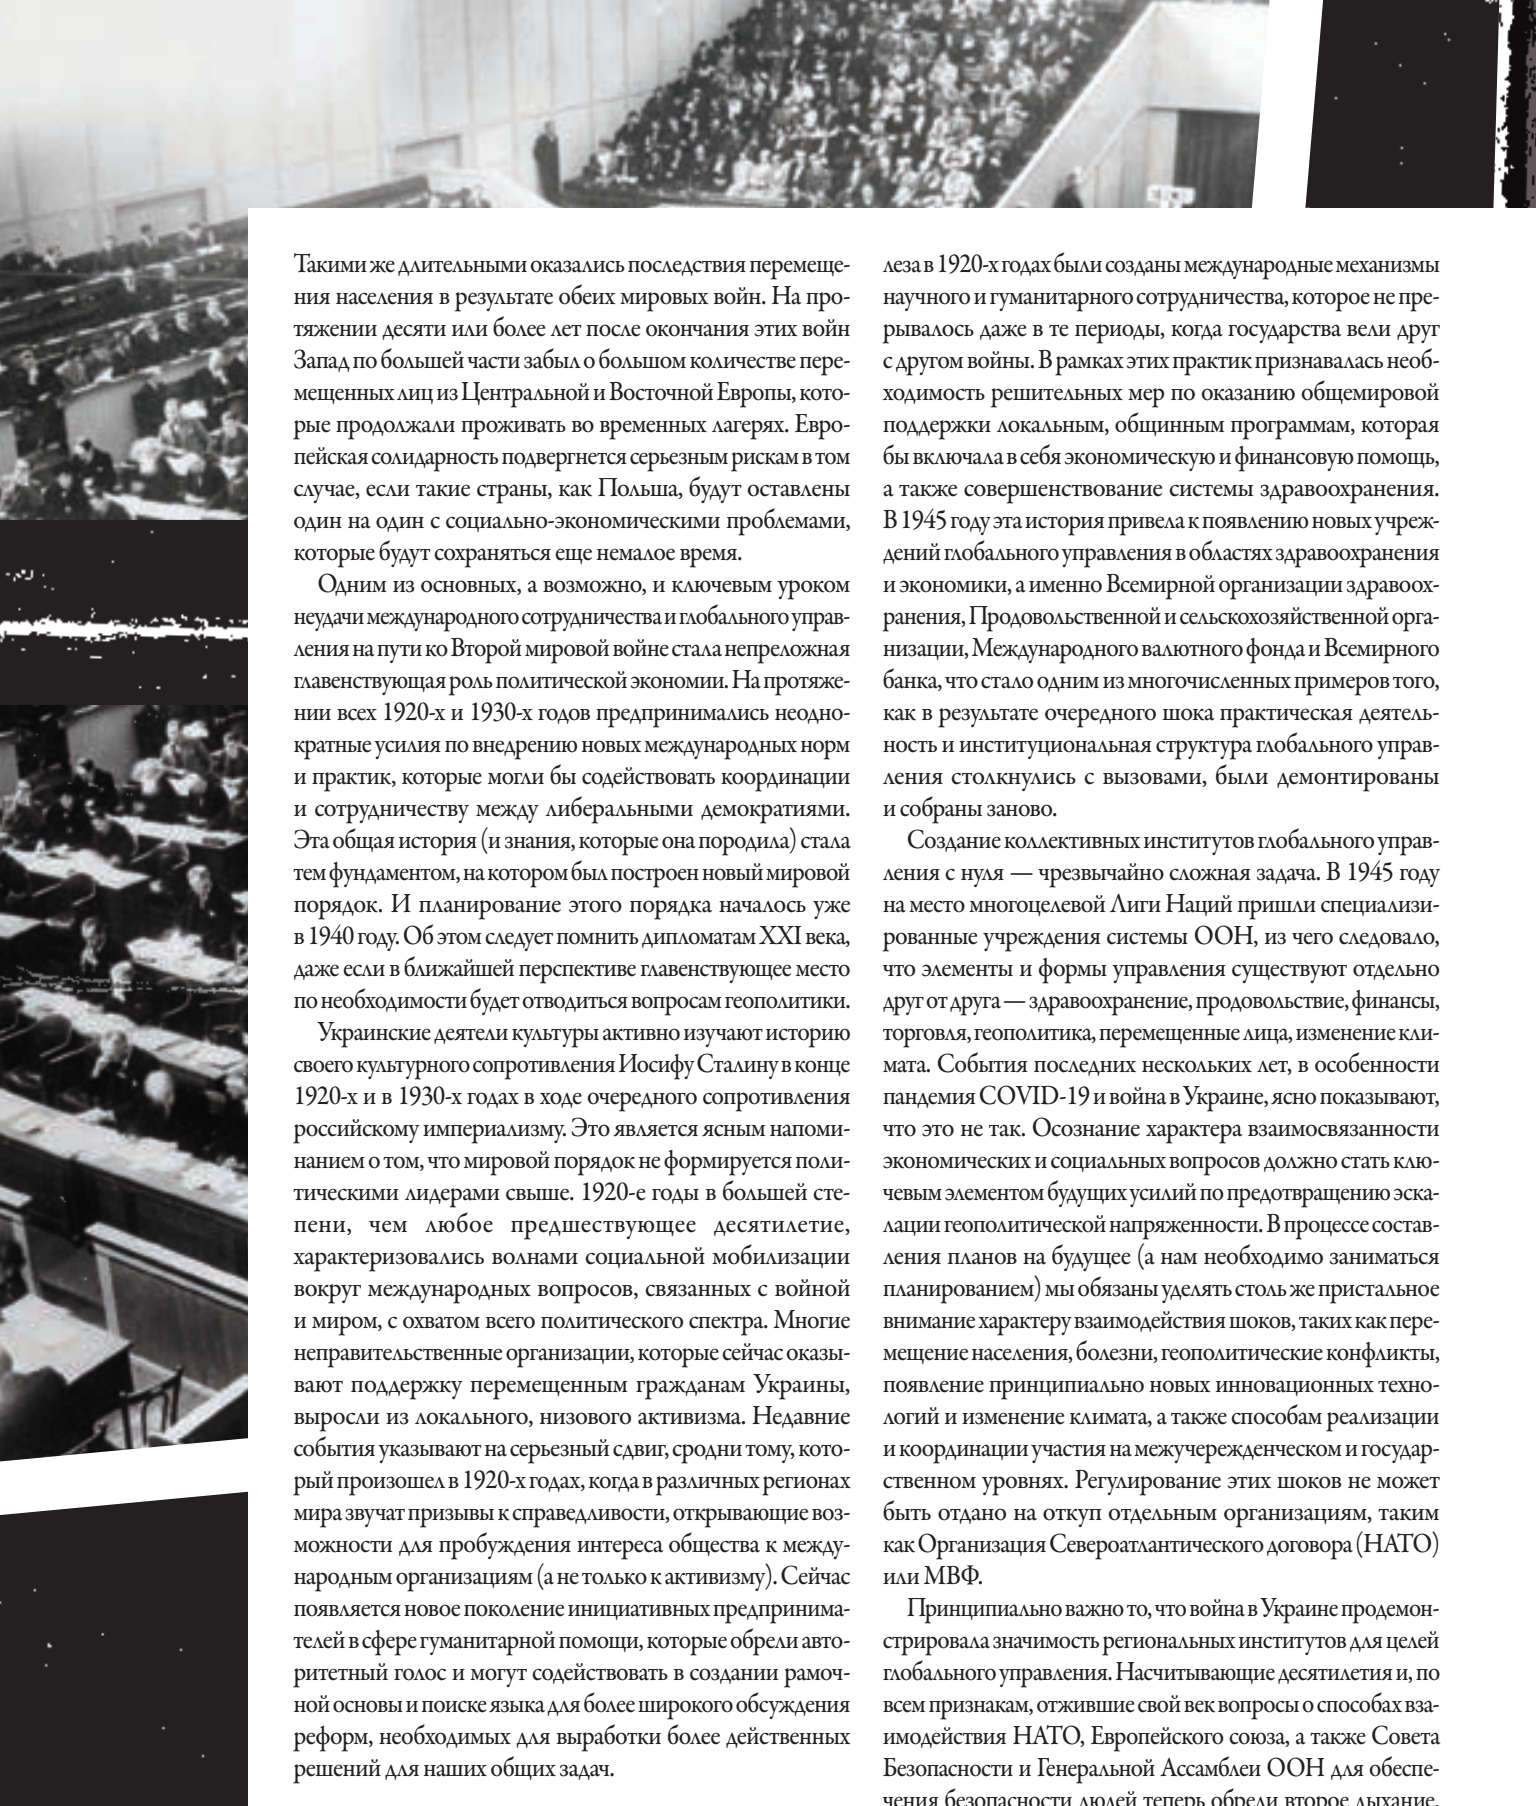 Такими же длительными оказались последствия перемеще-
ния населения в результате обеих мировых войн. На про-
тяжении десяти или более лет после окончания этих войн
Запад по большей части забыл о большом количестве пере-
мещенных лиц из Центральной и Восточной Европы, кото-
рые продолжали проживать во временных лагерях. Евро-
пейская солидарность подвергнется серьезным рискам в том
случае, если такие страны, как Польша, будут оставлены
один на один с социально-экономическими проблемами,
которые будут сохраняться еще немалое время.
Одним из основных, а возможно, и ключевым уроком
неудачи международного сотрудничества и глобального управ-
ления на пути ко Второй мировой войне стала непреложная
главенствующая роль политической экономии. На протяже-
нии всех 1920-х и 1930-х годов предпринимались неодно-
кратные усилия по внедрению новых международных норм
и практик, которые могли бы содействовать координации
и сотрудничеству между либеральными демократиями.
Эта общая история (и знания, которые она породила) стала
тем фундаментом, на котором был построен новый мировой
порядок. И планирование этого порядка началось уже
в 1940 году. Об этом следует помнить дипломатам XXI века,
даже если в ближайшей перспективе главенствующее место
по необходимости будет отводиться вопросам геополитики.
Украинские деятели культуры активно изучают историю
своего культурного сопротивления Иосифу Сталину в конце
1920-х и в 1930-х годах в ходе очередного сопротивления
российскому империализму. Это является ясным напоми-
нанием о том, что мировой порядок не формируется поли-
тическими лидерами свыше. 1920-е годы в большей сте-
пени, чем любое предшествующее десятилетие,
характеризовались волнами социальной мобилизации
вокруг международных вопросов, связанных с войной
и миром, с охватом всего политического спектра. Многие
неправительственные организации, которые сейчас оказы-
вают поддержку перемещенным гражданам Украины,
выросли из локального, низового активизма. Недавние
события указывают на серьезный сдвиг, сродни тому, кото-
рый произошел в 1920-х годах, когда в различных регионах
мира звучат призывы к справедливости, открывающие воз-
можности для пробуждения интереса общества к между-
народным организациям (а не только к активизму). Сейчас
появляется новое поколение инициативных предпринима-
телей в сфере гуманитарной помощи, которые обрели авто-
ритетный голос и могут содействовать в создании рамоч-
ной основы и поиске языка для более широкого обсуждения
реформ, необходимых для выработки более действенных
решений для наших общих задач.
леза в 1920-х годах были созданы международные механизмы
научного и гуманитарного сотрудничества, которое не пре-
рывалось даже в те периоды, когда государства вели друг
с другом войны. В рамках этих практик признавалась необ-
ходимость решительных мер по оказанию общемировой
поддержки локальным, общинным программам, которая
бы включала в себя экономическую и финансовую помощь,
а также совершенствование системы здравоохранения.
В 1945 году эта история привела к появлению новых учреж-
дений глобального управления в областях здравоохранения
и экономики, а именно Всемирной организации здравоох-
ранения, Продовольственной и сельскохозяйственной орга-
низации, Международного валютного фонда и Всемирного
банка, что стало одним из многочисленных примеров того,
как в результате очередного шока практическая деятель-
ность и институциональная структура глобального управ-
ления столкнулись с вызовами, были демонтированы
и собраны заново.
Создание коллективных институтов глобального управ-
ления с нуля — чрезвычайно сложная задача. В 1945 году
на место многоцелевой Лиги Наций пришли специализи-
рованные учреждения системы ООН, из чего следовало,
что элементы и формы управления существуют отдельно
друг от друга — здравоохранение, продовольствие, финансы,
торговля, геополитика, перемещенные лица, изменение кли-
мата. События последних нескольких лет, в особенности
пандемия COVID-19 и война в Украине, ясно показывают,
что это не так. Осознание характера взаимосвязанности
экономических и социальных вопросов должно стать клю-
чевым элементом будущих усилий по предотвращению эска-
лации геополитической напряженности. В процессе состав-
ления планов на будущее (а нам необходимо заниматься
планированием) мы обязаны уделять столь же пристальное
внимание характеру взаимодействия шоков, таких как пере-
мещение населения, болезни, геополитические конфликты,
появление принципиально новых инновационных техно-
логий и изменение климата, а также способам реализации
и координации участия на межучережденческом и государ-
ственном уровнях. Регулирование этих шоков не может
быть отдано на откуп отдельным организациям, таким
как Организация Североатлантического договора (НАТО)
или МВФ.
Принципиально важно то, что война в Украине продемон-
стрировала значимость региональных институтов для целей
глобального управления. Насчитывающие десятилетия и, по
всем признакам, отжившие свой век вопросы о способах вза-
имодействия НАТО, Европейского союза, а также Совета
Безопасности и Генеральной Ассамблеи ООН для обеспе-
чения безопасности людей теперь обрели второе дыхание.